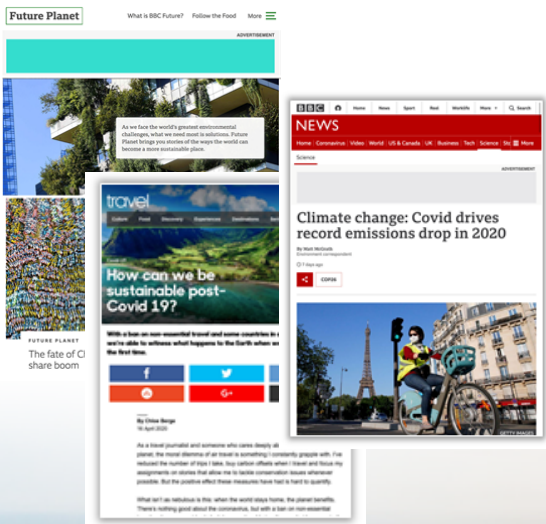 Future Planet
What is BBC Future? Follow the Food More
ADVERTISEMENT
As we face the world's greatest environmental
challenges, what we need most is solutions. Future
Planet brings you stories of the ways the world can
become a more sustainable place.
FUTURE PLANET
The fate of Cl
share boom
travel
Culture Food Discovery Experiences Destinations
How can we be
sustainable post-
Covid 19?
With a ban on non-essential travel and some countries in
we're able to witness what happens to the Earth when
the first time.
G+
By Chloe Berge
16 April 2020
As a travel journalist and someone who cares deeply
planet, the moral dilemma of air travel is something I constantly grapple with. I've
reduced the number of trips I take, buy carbon offsets when I travel and focus my
assignments on stories that allow me to tackle conservation issues whenever
possible. But the positive effect these measures have had is hard to quantify.
What isn't as nebulous is this: when the world stays home, the planet benefits.
There's nothing good about the coronavirus, but with a ban on non-essential
BBC Home News Sport Reel Worklife More Search
NEWS
Home Coronavirus Video World US & Canada UK Business Tech Science More
Science
ADVERTISEMENT
Climate change: Covid drives
record emissions drop in 2020
By Matt McGrath
Environment correspondent
7 days ago
COP26
GETTY IMAGES